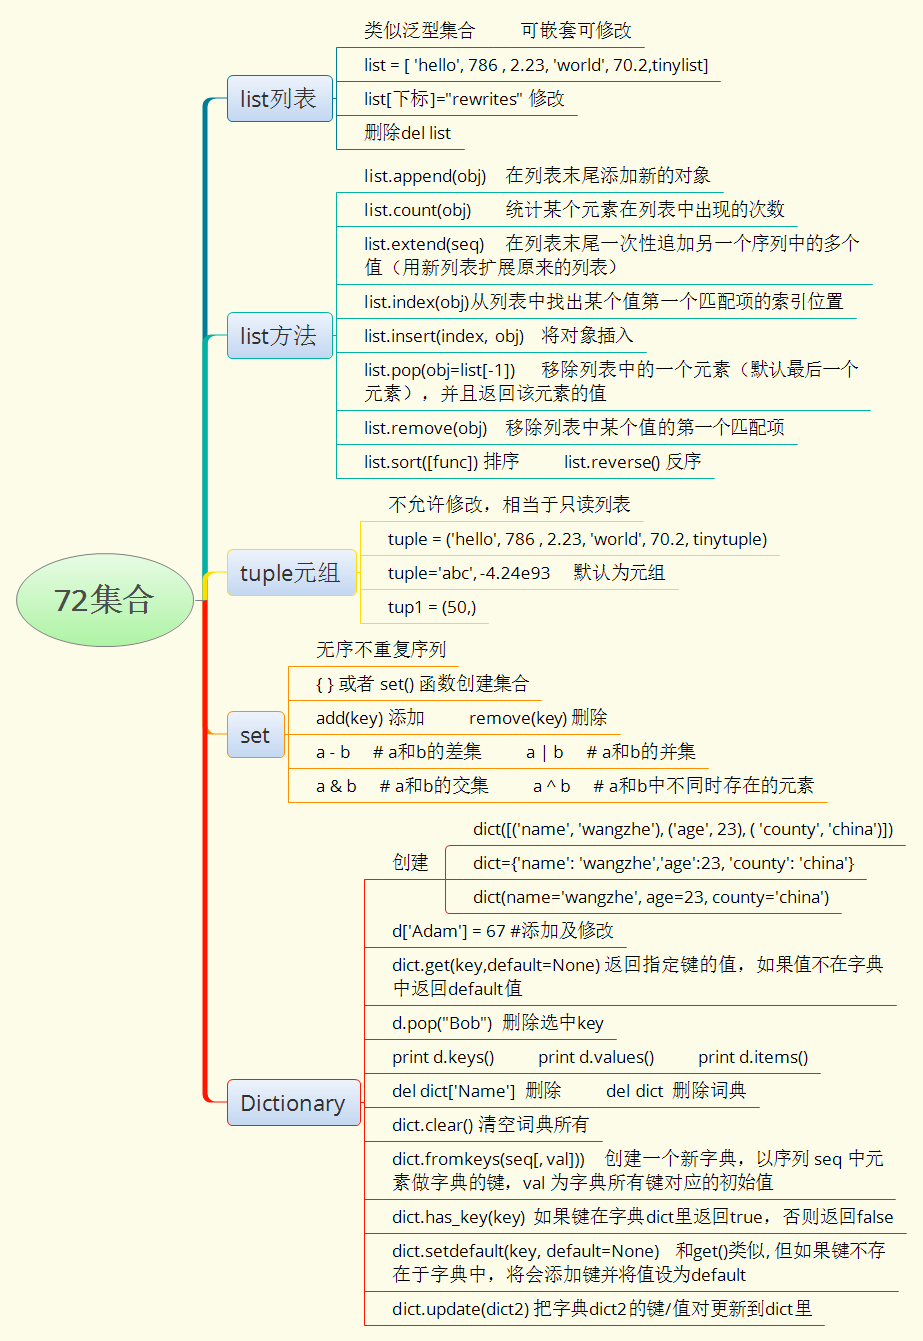 72集合
list列表
类似泛型集合 可嵌套可修改
list = [ 'hello', 786 , 2.23, 'world', 70.2,tinylist]
list[下标]="rewrites" 修改
删除del list
list方法
list.append(obj) 在列表末尾添加新的对象
list.count(obj) 统计某个元素在列表中出现的次数
list.extend(seq) 在列表末尾一次性追加另一个序列中的多个
值（用新列表扩展原来的列表）
list.index(obj)从列表中找出某个值第一个匹配项的索引位置
list.insert(index, obj) 将对象插入
list.pop(obj=list[-1]) 移除列表中的一个元素（默认最后一个
元素），并且返回该元素的值
list.remove(obj) 移除列表中某个值的第一个匹配项
list.sort([func]) 排序 list.reverse() 反序
tuple元组
不允许修改，相当于只读列表
tuple = ('hello', 786 , 2.23, 'world', 70.2, tinytuple)
tuple='abc', -4.24e93 默认为元组
tup1 = (50,)
set
无序不重复序列
{ } 或者 set() 函数创建集合
add(key) 添加 remove(key) 删除
a - b # a和b的差集 a | b # a和b的并集
a & b # a和b的交集 a ^ b # a和b中不同时存在的元素
Dictionary
创建
dict([('name', 'wangzhe'), ('age', 23), ( 'county', 'china')])
dict={'name': 'wangzhe','age':23, 'county': 'china'}
dict(name='wangzhe', age=23, county='china')
d['Adam'] = 67 #添加及修改
dict.get(key,default=None) 返回指定键的值，如果值不在字典
中返回default值
d.pop("Bob") 删除选中key
print d.keys() print d.values() print d.items()
del dict['Name'] 删除 del dict 删除词典
dict.clear() 清空词典所有
dict.fromkeys(seq[, val])) 创建一个新字典，以序列 seq 中元
素做字典的键，val 为字典所有键对应的初始值
dict.has_key(key) 如果键在字典dict里返回true，否则返回false
dict.setdefault(key, default=None) 和get()类似, 但如果键不存
在于字典中，将会添加键并将值设为default
dict.update(dict2) 把字典dict2的键/值对更新到dict里